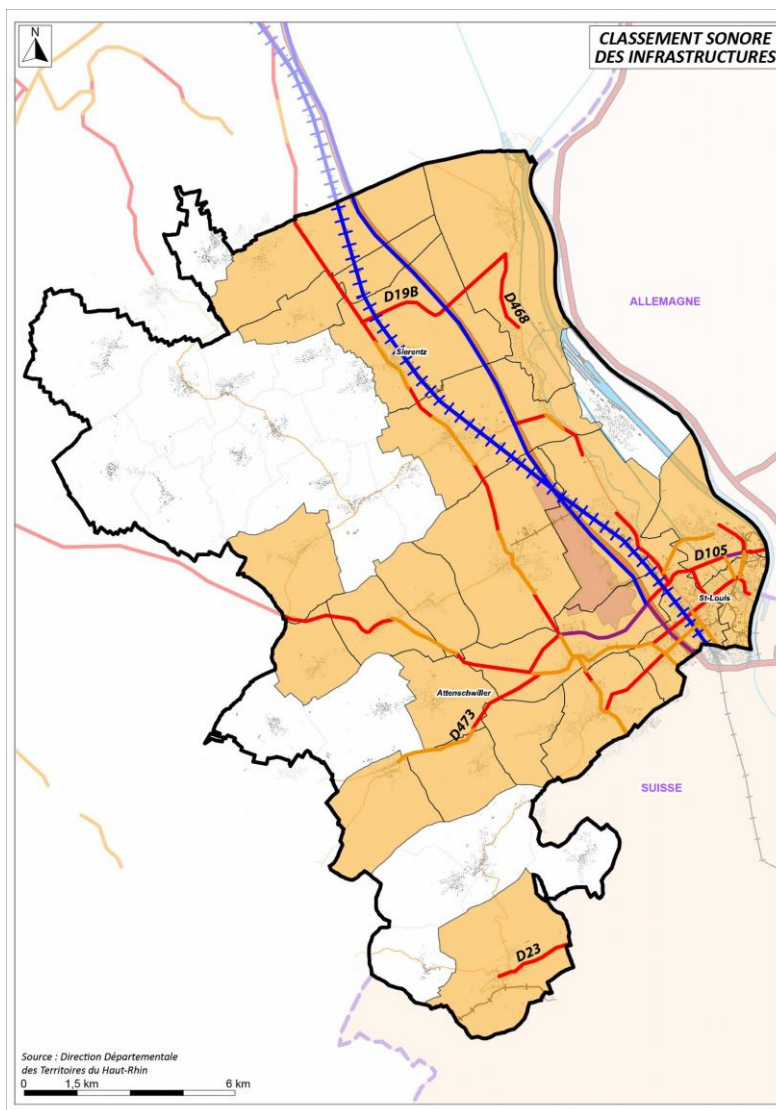 N
CLASSEMENT SONORE
DES INFRASTRUCTURES
ALLEMAGNE
D19B
D468
Sierentz
D105
St-Louis
Attenschwiller
D473
SUISSE
D23
Source : Direction Départementale
des Territoires du Haut-Rhin
0 1,5 km 6 km